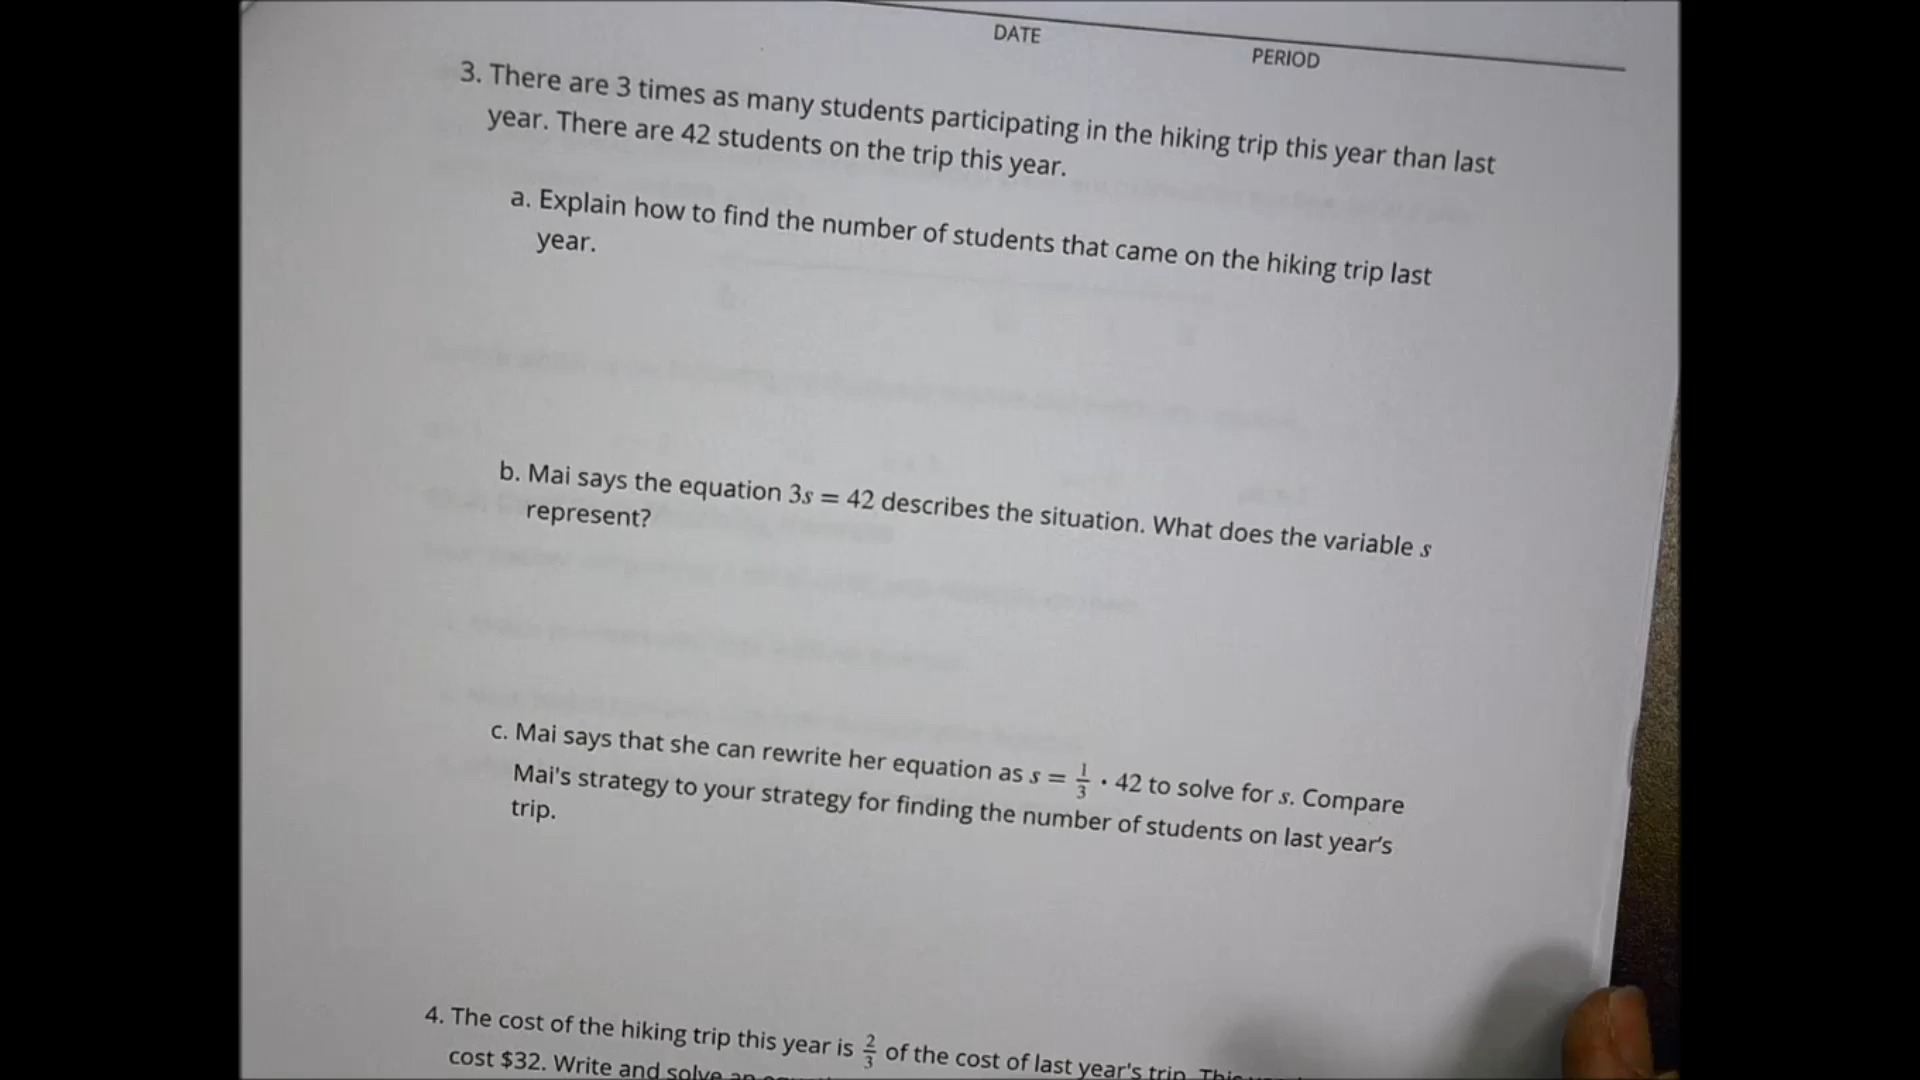 DATE
PERIOD
3. There are 3 times as many students participating in the hiking trip this year than last
year. There are 42 students on the trip this year.
a. Explain how to find the number of students that came on the hiking trip last
year.
b. Mai says the equation 3s = 42 describes the situation. What does the variable s
represent?
c. Mai says that she can rewrite her equation as s = 1/3 · 42 to solve for s. Compare
Mai's strategy to your strategy for finding the number of students on last year's
trip.
4. The cost of the hiking trip this year is 2/3 of the cost of last year's trip. This
cost $32. Write and solve an